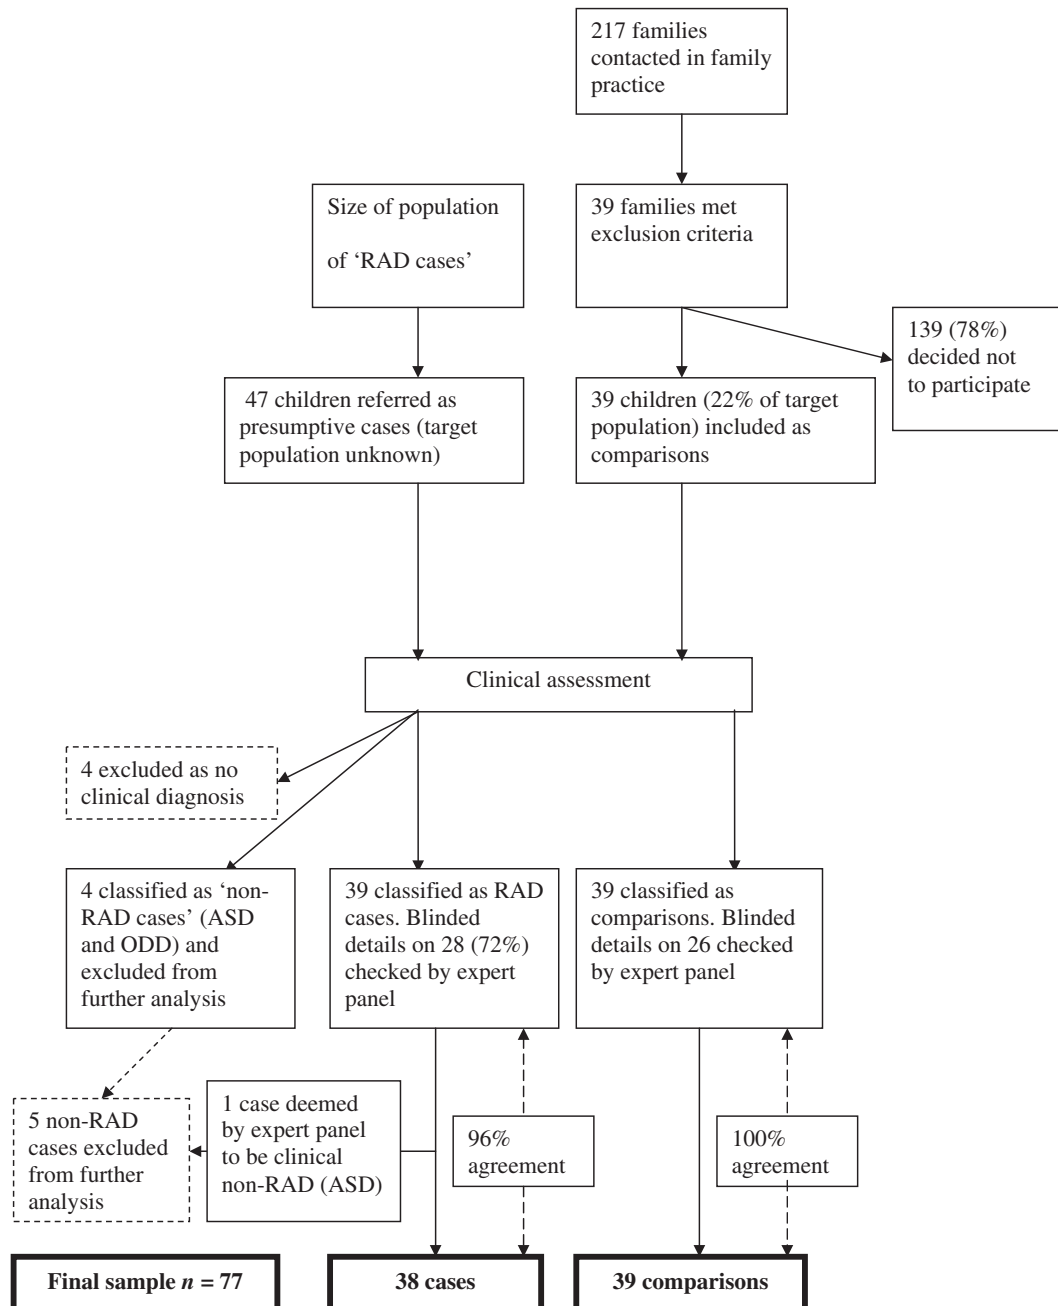 217 families
contacted in family
practice
Size of population
of ‘RAD cases’
39 families met
exclusion criteria
139 (78%)
decided not
to participate
47 children referred as
presumptive cases (target
population unknown)
39 children (22% of target
population) included as
comparisons
Clinical assessment
4 excluded as no
clinical diagnosis
4 classified as ‘non-
RAD cases’ (ASD
and ODD) and
excluded from
further analysis
39 classified as RAD
cases. Blinded
details on 28 (72%)
checked by expert
panel
39 classified as
comparisons. Blinded
details on 26 checked
by expert panel
5 non-RAD
cases excluded
from further
analysis
1 case deemed
by expert panel
to be clinical
non-RAD (ASD)
96%
agreement
100%
agreement
Final sample n = 77
38 cases
39 comparisons